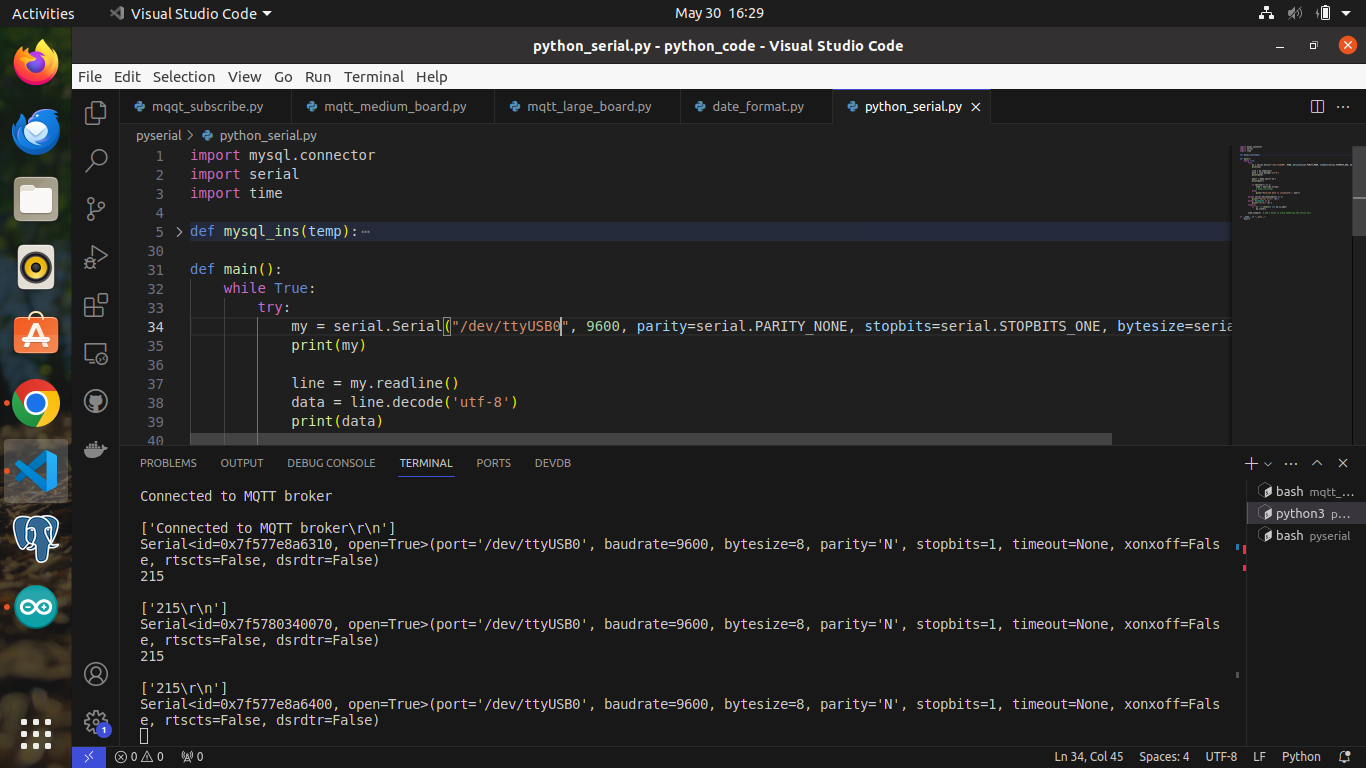 Activities
Visual Studio Code
May 30 16:29
python_serial.py - python_code - Visual Studio Code
File Edit Selection View Go Run Terminal Help
mqqt_subscribe.py mqtt_medium_board.py mqtt_large_board.py date_format.py python_serial.py
pyserial > python_serial.py
1 import mysql.connector
2 import serial
3 import time
4
5 def mysql_ins(temp):
30
31 def main():
32 while True:
33 try:
34 my = serial.Serial("/dev/ttyUSB0", 9600, parity=serial.PARITY_NONE, stopbits=serial.STOPBITS_ONE, bytesize=seria
35 print(my)
36
37 line = my.readline()
38 data = line.decode('utf-8')
39 print(data)
40
PROBLEMS OUTPUT DEBUG CONSOLE TERMINAL PORTS DEVDB
Connected to MQTT broker
['Connected to MQTT broker\r\n']
Serial<id=0x7f577e8a6310, open=True>(port='/dev/ttyUSB0', baudrate=9600, bytesize=8, parity='N', stopbits=1, timeout=None, xonxoff=Fals
e, rtscts=False, dsrdtr=False)
215
['215\r\n']
Serial<id=0x7f5780340070, open=True>(port='/dev/ttyUSB0', baudrate=9600, bytesize=8, parity='N', stopbits=1, timeout=None, xonxoff=Fals
e, rtscts=False, dsrdtr=False)
215
['215\r\n']
Serial<id=0x7f577e8a6400, open=True>(port='/dev/ttyUSB0', baudrate=9600, bytesize=8, parity='N', stopbits=1, timeout=None, xonxoff=Fals
e, rtscts=False, dsrdtr=False)
bash mqtt_...
python3 p...
bash pyserial
1
0 0 0
Ln 34, Col 45 Spaces: 4 UTF-8 LF Python